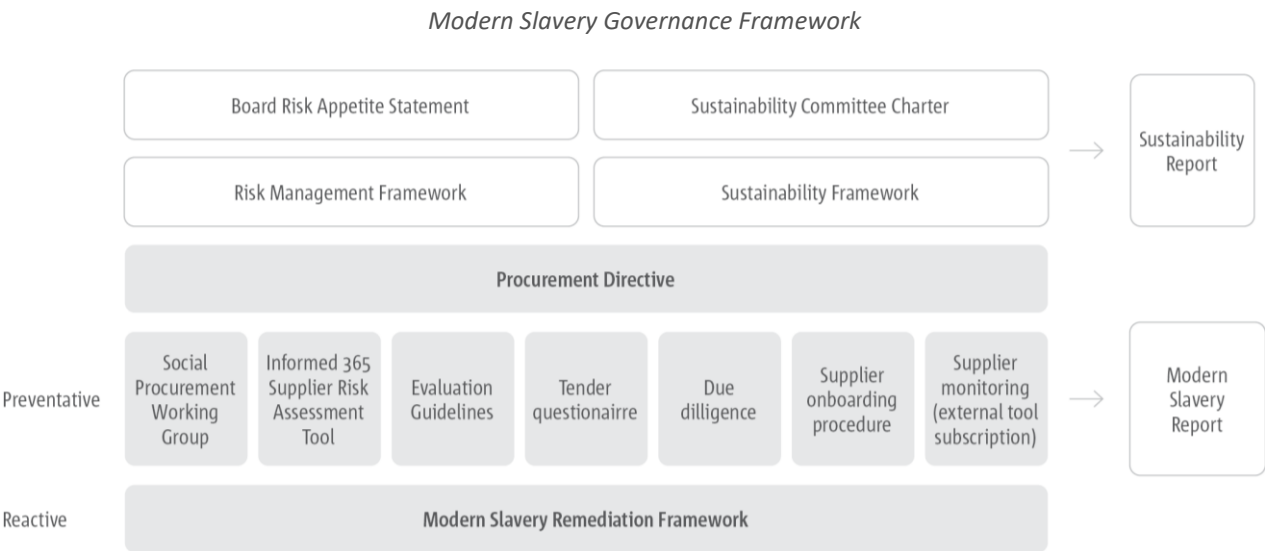 Modern Slavery Governance Framework
Board Risk Appetite Statement
Sustainability Committee Charter
Risk Management Framework
Sustainability Framework
Sustainability
Report
Procurement Directive
Preventative
Social
Procurement
Working
Group
Informed 365
Supplier Risk
Assessment
Tool
Evaluation
Guidelines
Tender
questionairre
Due
dilligence
Supplier
onboarding
procedure
Supplier
monitoring
(external tool
subscription)
Modern
Slavery
Report
Reactive
Modern Slavery Remediation Framework